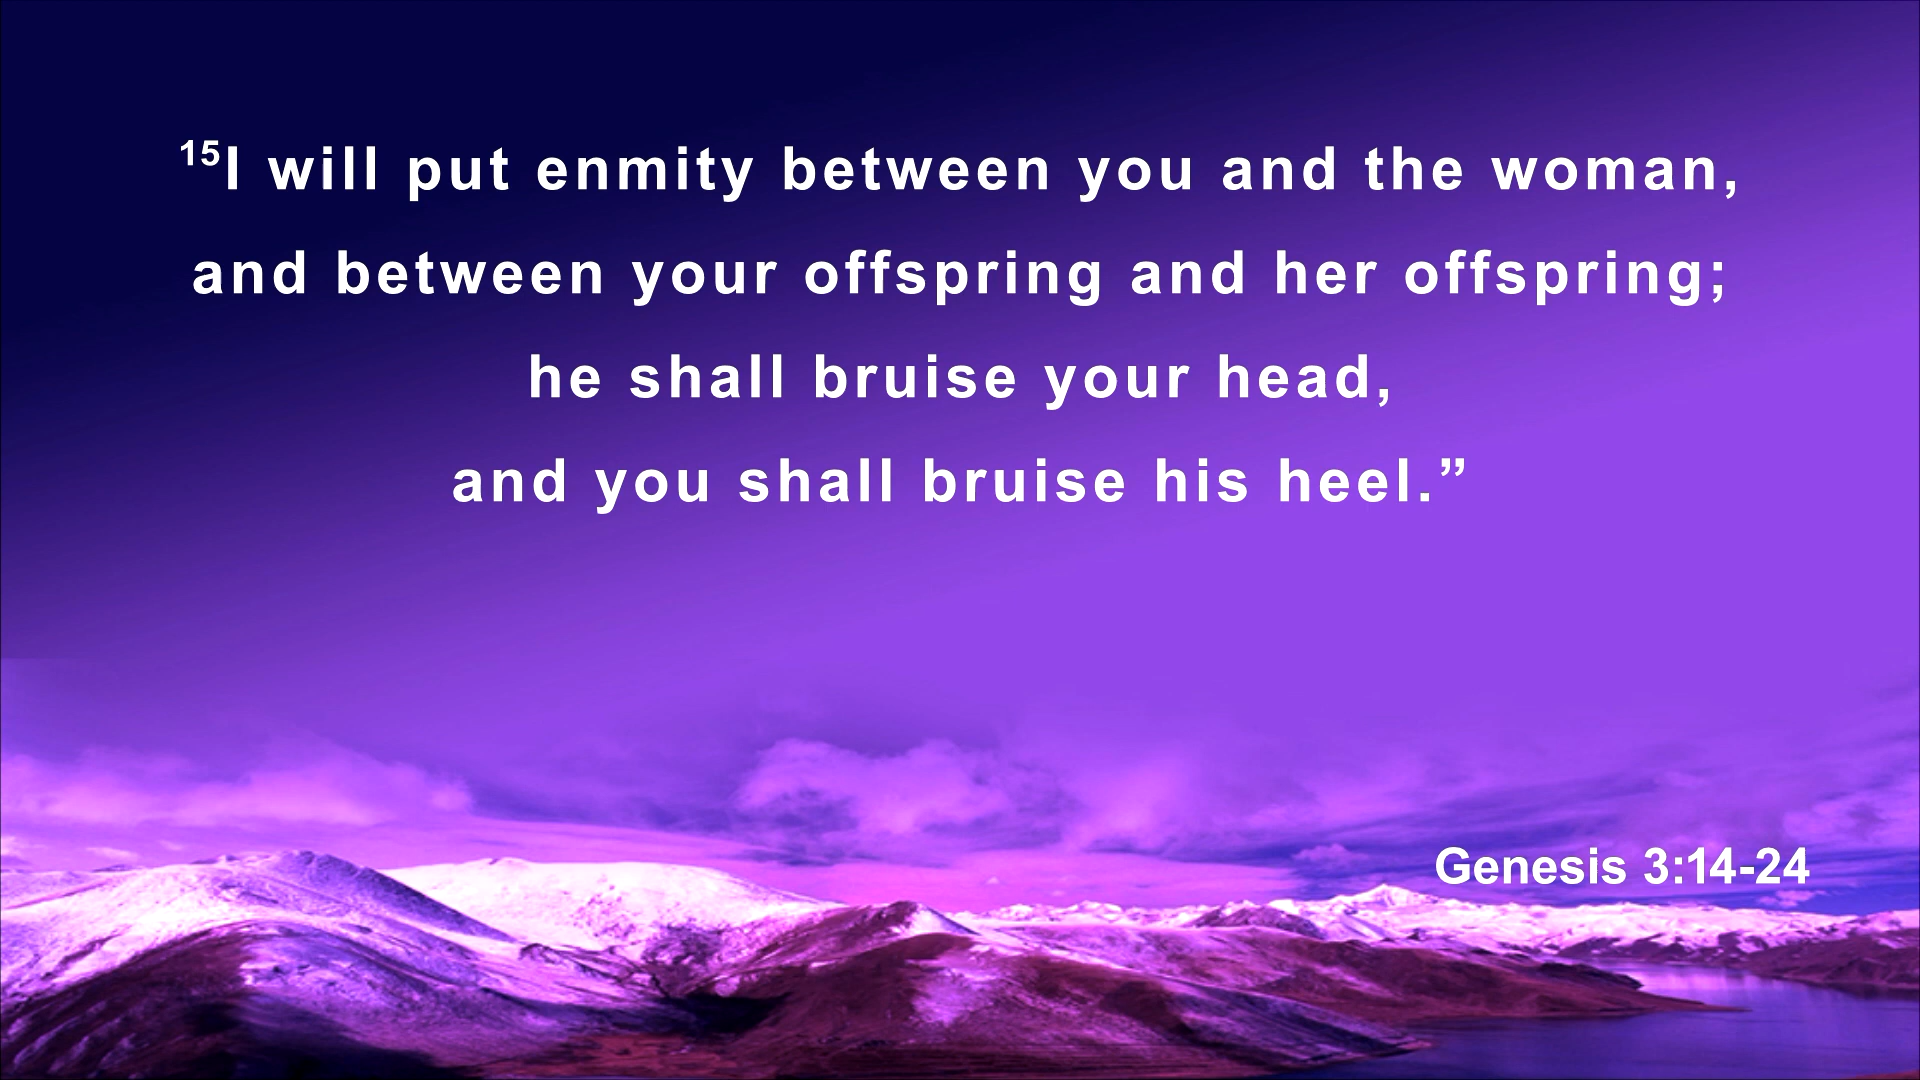 15I will put enmity between you and the woman,
and between your offspring and her offspring;
he shall bruise your head,
and you shall bruise his heel.”
Genesis 3:14-24